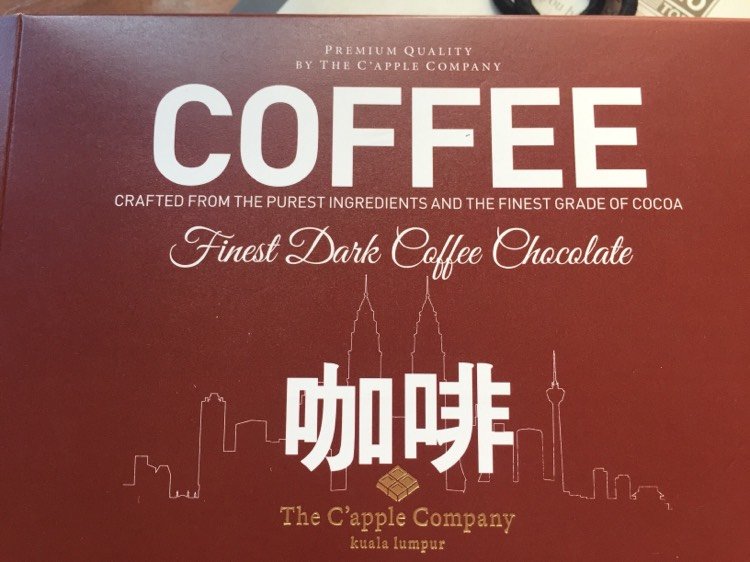 PREMIUM QUALITY
BY THE C'APPLE COMPANY
COFFEE
CRAFTED FROM THE PUREST INGREDIENTS AND THE FINEST GRADE OF COCOA
Finest Dark Coffee Chocolate
咖啡
The C'apple Company
kuala lumpur